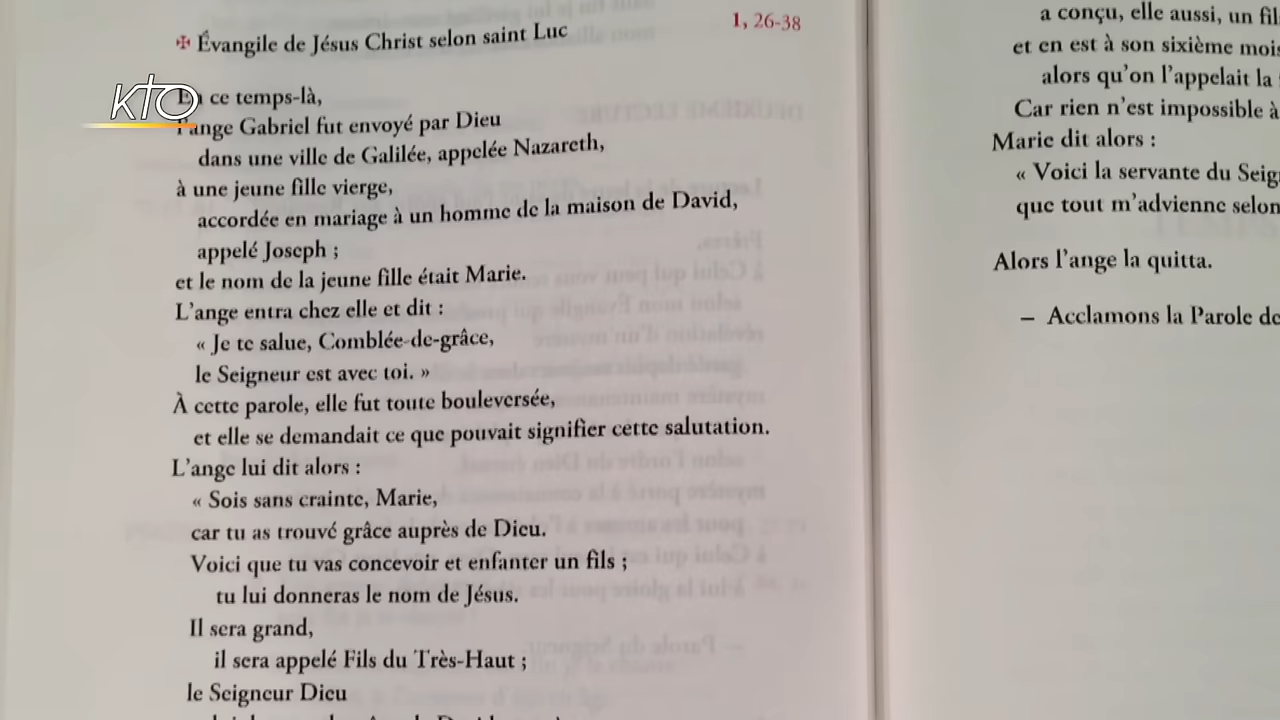 ✠ Évangile de Jésus Christ selon saint Luc
1, 26-38
kto
En ce temps-là,
l'ange Gabriel fut envoyé par Dieu
dans une ville de Galilée, appelée Nazareth,
à une jeune fille vierge,
accordée en mariage à un homme de la maison de David,
appelé Joseph ;
et le nom de la jeune fille était Marie.
L'ange entra chez elle et dit :
« Je te salue, Comblée-de-grâce,
le Seigneur est avec toi. »
À cette parole, elle fut toute bouleversée,
et elle se demandait ce que pouvait signifier cette salutation.
L'ange lui dit alors :
« Sois sans crainte, Marie,
car tu as trouvé grâce auprès de Dieu.
Voici que tu vas concevoir et enfanter un fils ;
tu lui donneras le nom de Jésus.
Il sera grand,
il sera appelé Fils du Très-Haut ;
le Seigneur Dieu
a conçu, elle aussi, un fil
et en est à son sixième mois
alors qu'on l'appelait la
Car rien n'est impossible à
Marie dit alors :
« Voici la servante du Seig
que tout m'advienne selon
Alors l'ange la quitta.
– Acclamons la Parole de